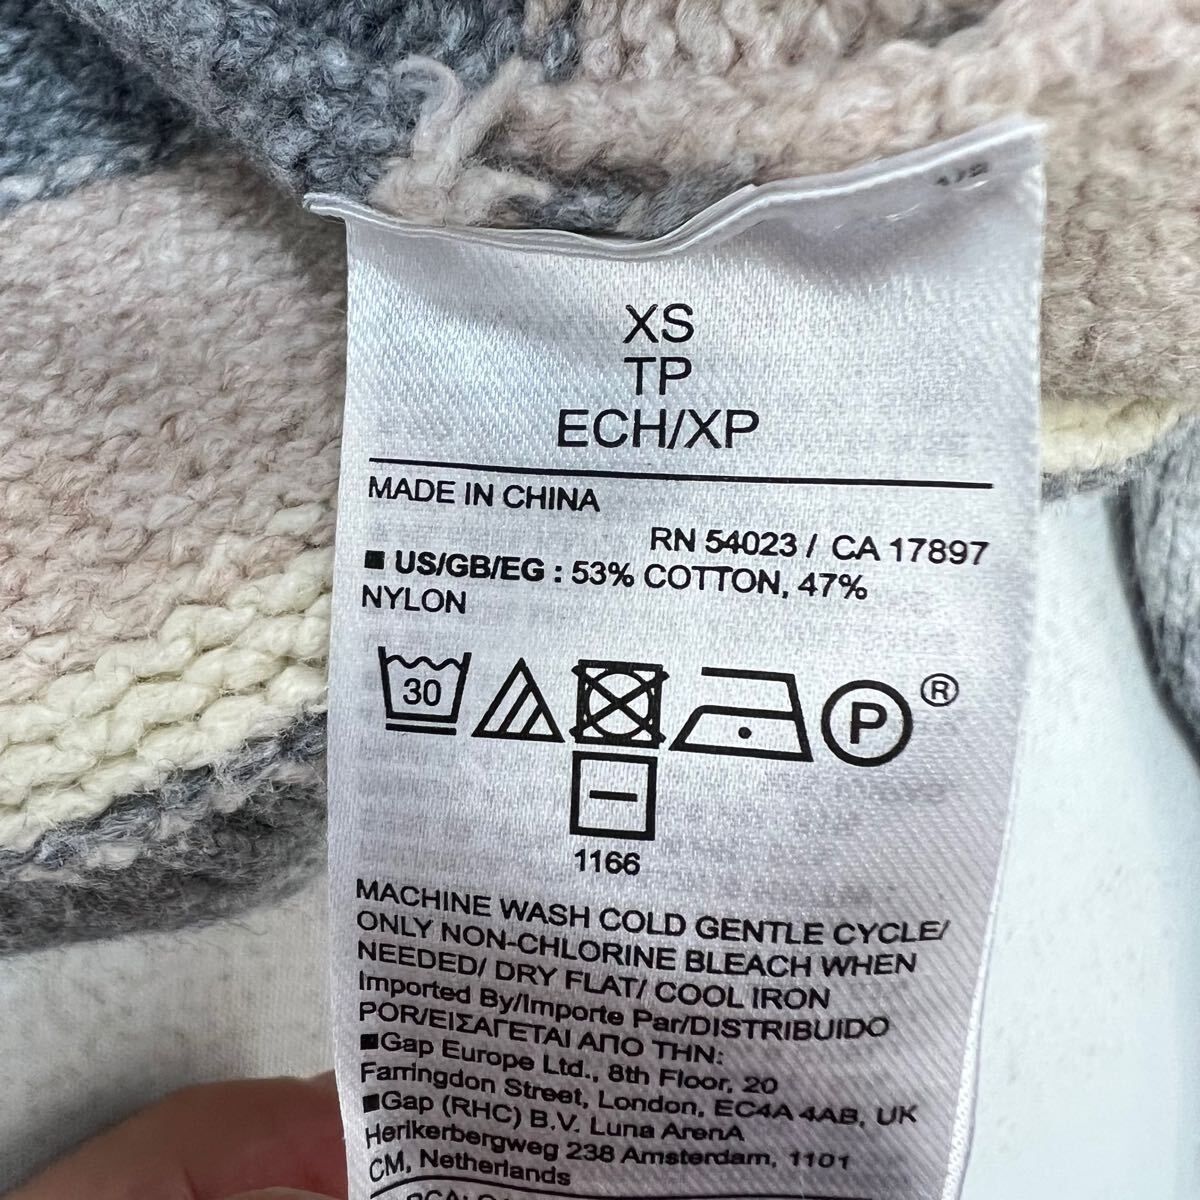 XS
TP
ECH/XP
MADE IN CHINA
RN 54023 / CA 17897
■ US/GB/EG : 53% COTTON, 47%
NYLON
30
P ®
1166
MACHINE WASH COLD GENTLE CYCLE/
ONLY NON-CHLORINE BLEACH WHEN
NEEDED/ DRY FLAT/ COOL IRON
Imported By/Importe Par/DISTRIBUIDO
POR/ΕΙΣΑΓΕΤΑΙ ΑΠΟ ΤΗΝ:
■Gap Europe Ltd., 8th Floor, 20
Farringdon Street, London, EC4A 4AB, UK
■Gap (RHC) B.V. Luna ArenA
Herikerbergweg 238 Amsterdam, 1101
CM, Netherlands